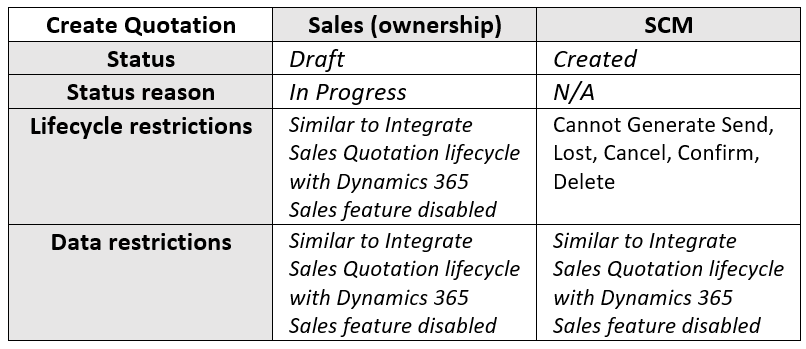 Create Quotation Sales (ownership) SCM
Status Draft Created
Status reason In Progress N/A
Lifecycle restrictions Similar to Integrate Cannot Generate Send,
Sales Quotation lifecycle Lost, Cancel, Confirm,
with Dynamics 365 Delete
Sales feature disabled
Data restrictions Similar to Integrate Similar to Integrate
Sales Quotation lifecycle Sales Quotation lifecycle
with Dynamics 365 with Dynamics 365
Sales feature disabled Sales feature disabled